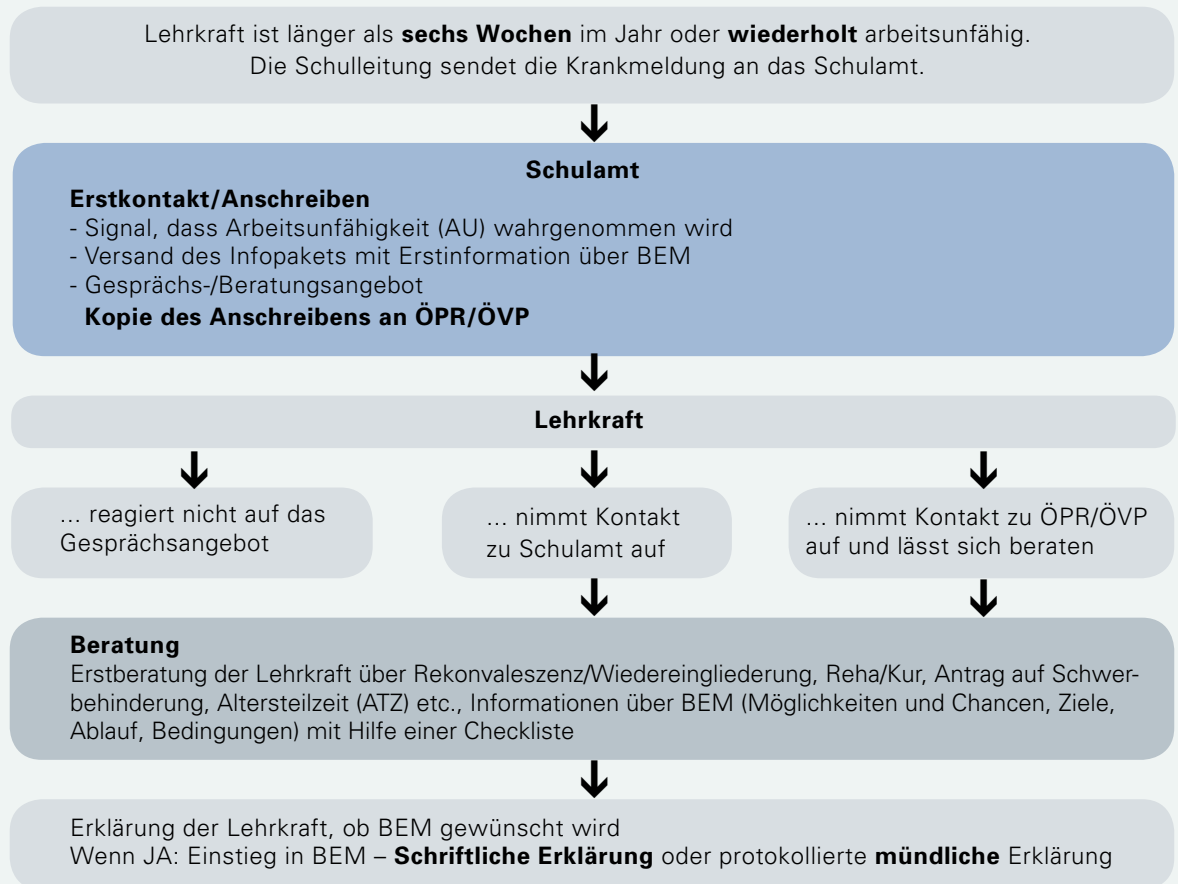 Lehrkraft ist länger als sechs Wochen im Jahr oder wiederholt arbeitsunfähig.
Die Schulleitung sendet die Krankmeldung an das Schulamt.
Schulamt
Erstkontakt/Anschreiben
- Signal, dass Arbeitsunfähigkeit (AU) wahrgenommen wird
- Versand des Infopakets mit Erstinformation über BEM
- Gesprächs-/Beratungsangebot
Kopie des Anschreibens an ÖPR/ÖVP
Lehrkraft
... reagiert nicht auf das
Gesprächsangebot
... nimmt Kontakt
zu Schulamt auf
... nimmt Kontakt zu ÖPR/ÖVP
auf und lässt sich beraten
Beratung
Erstberatung der Lehrkraft über Rekonvaleszenz/Wiedereingliederung, Reha/Kur, Antrag auf Schwer-
behinderung, Altersteilzeit (ATZ) etc., Informationen über BEM (Möglichkeiten und Chancen, Ziele,
Ablauf, Bedingungen) mit Hilfe einer Checkliste
Erklärung der Lehrkraft, ob BEM gewünscht wird
Wenn JA: Einstieg in BEM – Schriftliche Erklärung oder protokollierte mündliche Erklärung